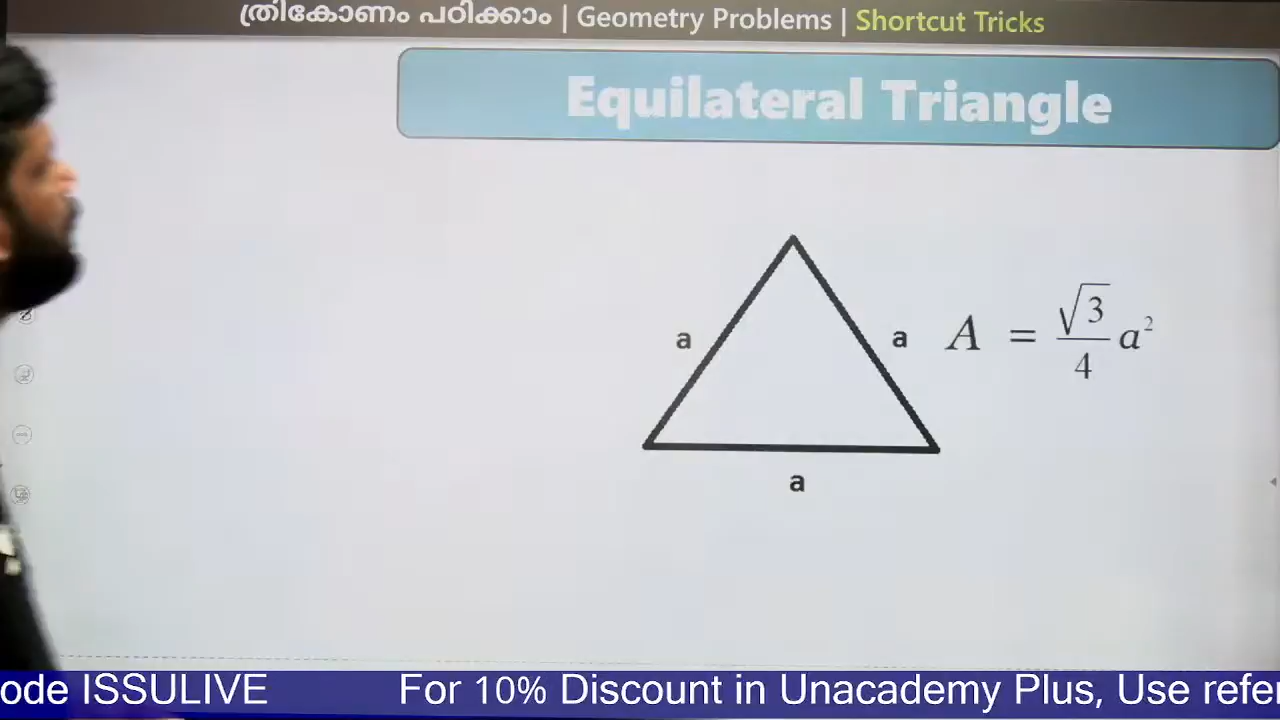 ത്രികോണം പഠിക്കാം | Geometry Problems | Shortcut Tricks
Equilateral Triangle
a
a
A = √3/4 a²
a
ode ISSULIVE For 10% Discount in Unacademy Plus, Use refer